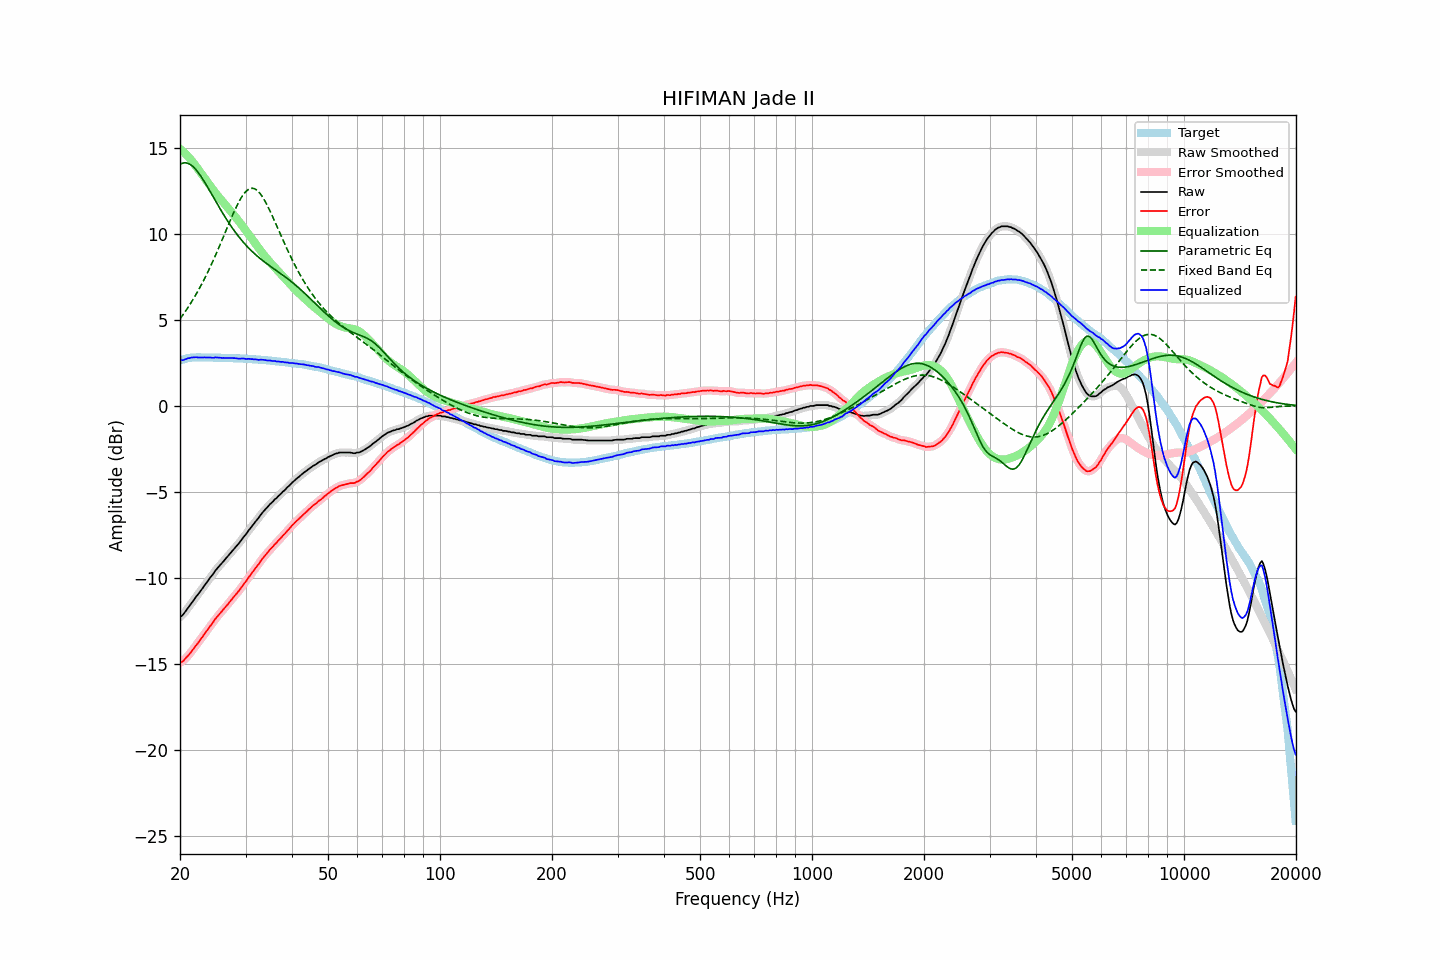 HIFIMAN Jade II
15
10
5
0
−5
−10
−15
−20
−25
Amplitude (dBr)
20
50
100
200
500
1000
2000
5000
10000
20000
Frequency (Hz)
Target
Raw Smoothed
Error Smoothed
Raw
Error
Equalization
Parametric Eq
Fixed Band Eq
Equalized